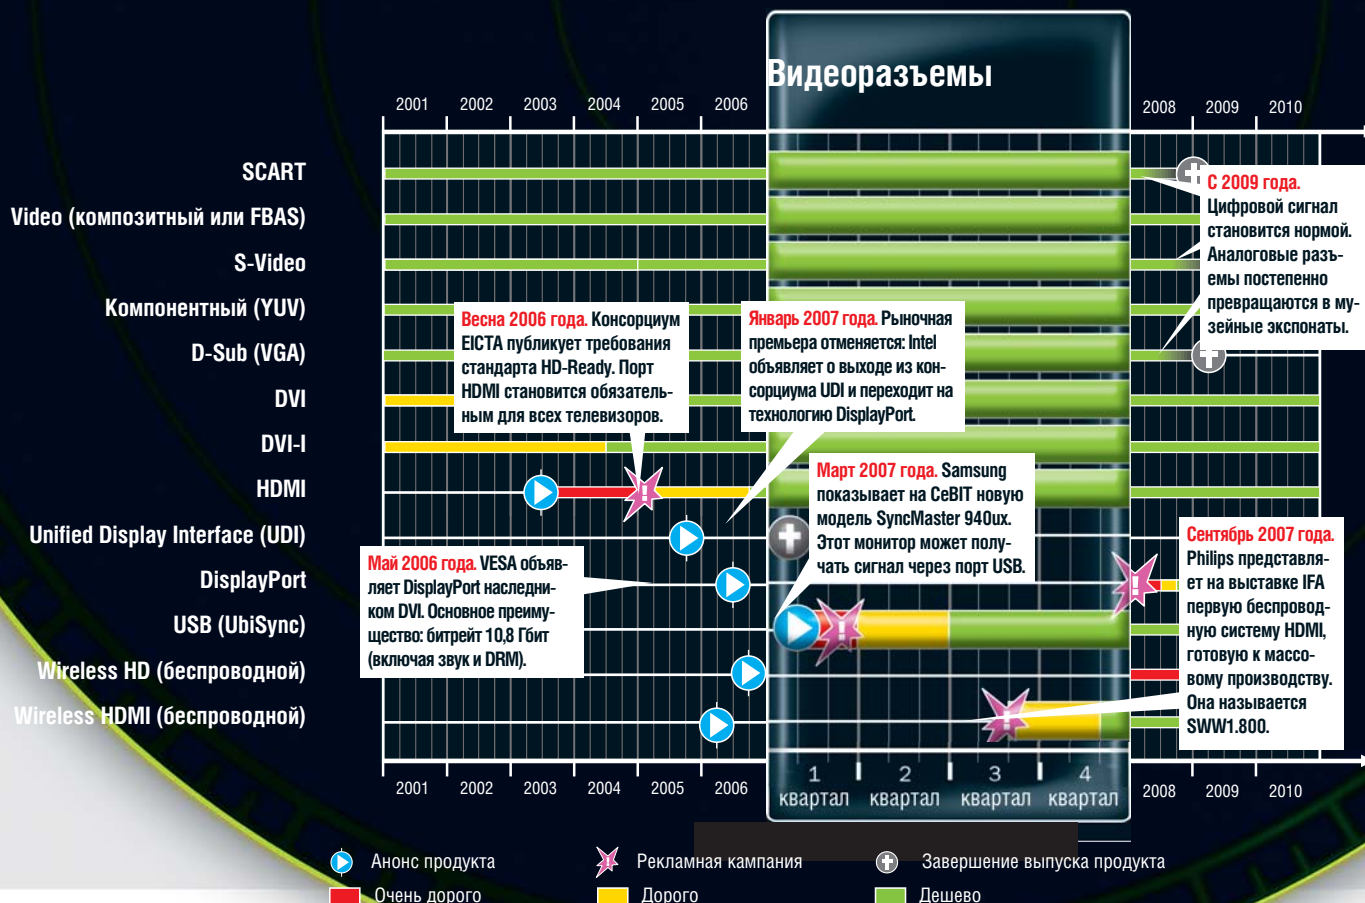 Видеоразъемы
2001 2002 2003 2004 2005 2006 2008 2009 2010
SCART
Video (композитный или FBAS)
S-Video
Компонентный (YUV)
D-Sub (VGA)
DVI
DVI-I
HDMI
Unified Display Interface (UDI)
DisplayPort
USB (UbiSync)
Wireless HD (беспроводной)
Wireless HDMI (беспроводной)
С 2009 года.
Цифровой сигнал
становится нормой.
Аналоговые разъ-
емы постепенно
превращаются в му-
зейные экспонаты.
Весна 2006 года. Консорциум
EICTA публикует требования
стандарта HD-Ready. Порт
HDMI становится обязатель-
ным для всех телевизоров.
Январь 2007 года. Рыночная
премьера отменяется: Intel
объявляет о выходе из кон-
сорциума UDI и переходит на
технологию DisplayPort.
Март 2007 года. Samsung
показывает на CeBIT новую
модель SyncMaster 940ux.
Этот монитор может полу-
чать сигнал через порт USB.
Май 2006 года. VESA объяв-
ляет DisplayPort наследни-
ком DVI. Основное преиму-
щество: битрейт 10,8 Гбит
(включая звук и DRM).
Сентябрь 2007 года.
Philips представля-
ет на выставке IFA
первую беспровод-
ную систему HDMI,
готовую к массо-
вому производству.
Она называется
SWW1.800.
2001 2002 2003 2004 2005 2006 2008 2009 2010
1 2 3 4
квартал квартал квартал квартал
Анонс продукта Рекламная кампания Завершение выпуска продукта
Очень дорого Дорого Дешево